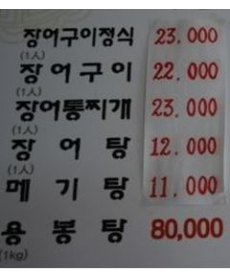 장어구이정식 23.000
(1人)
장어구이 22.000
(1人)
장어통찌개 23.000
(1人)
장어탕 12.000
(1人)
메기탕 11.000
용봉탕 80,000
(1kg)